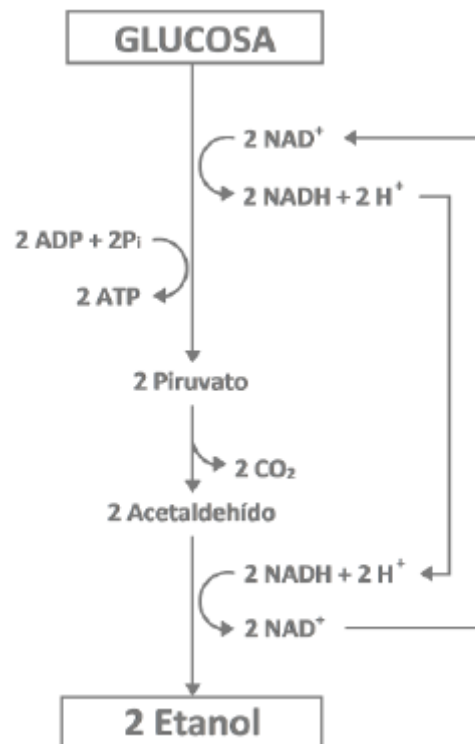 GLUCOSA
2 NAD⁺
2 NADH + 2 H⁺
2 ADP + 2Pi
2 ATP
2 Piruvato
2 CO₂
2 Acetaldehído
2 NADH + 2 H⁺
2 NAD⁺
2 Etanol